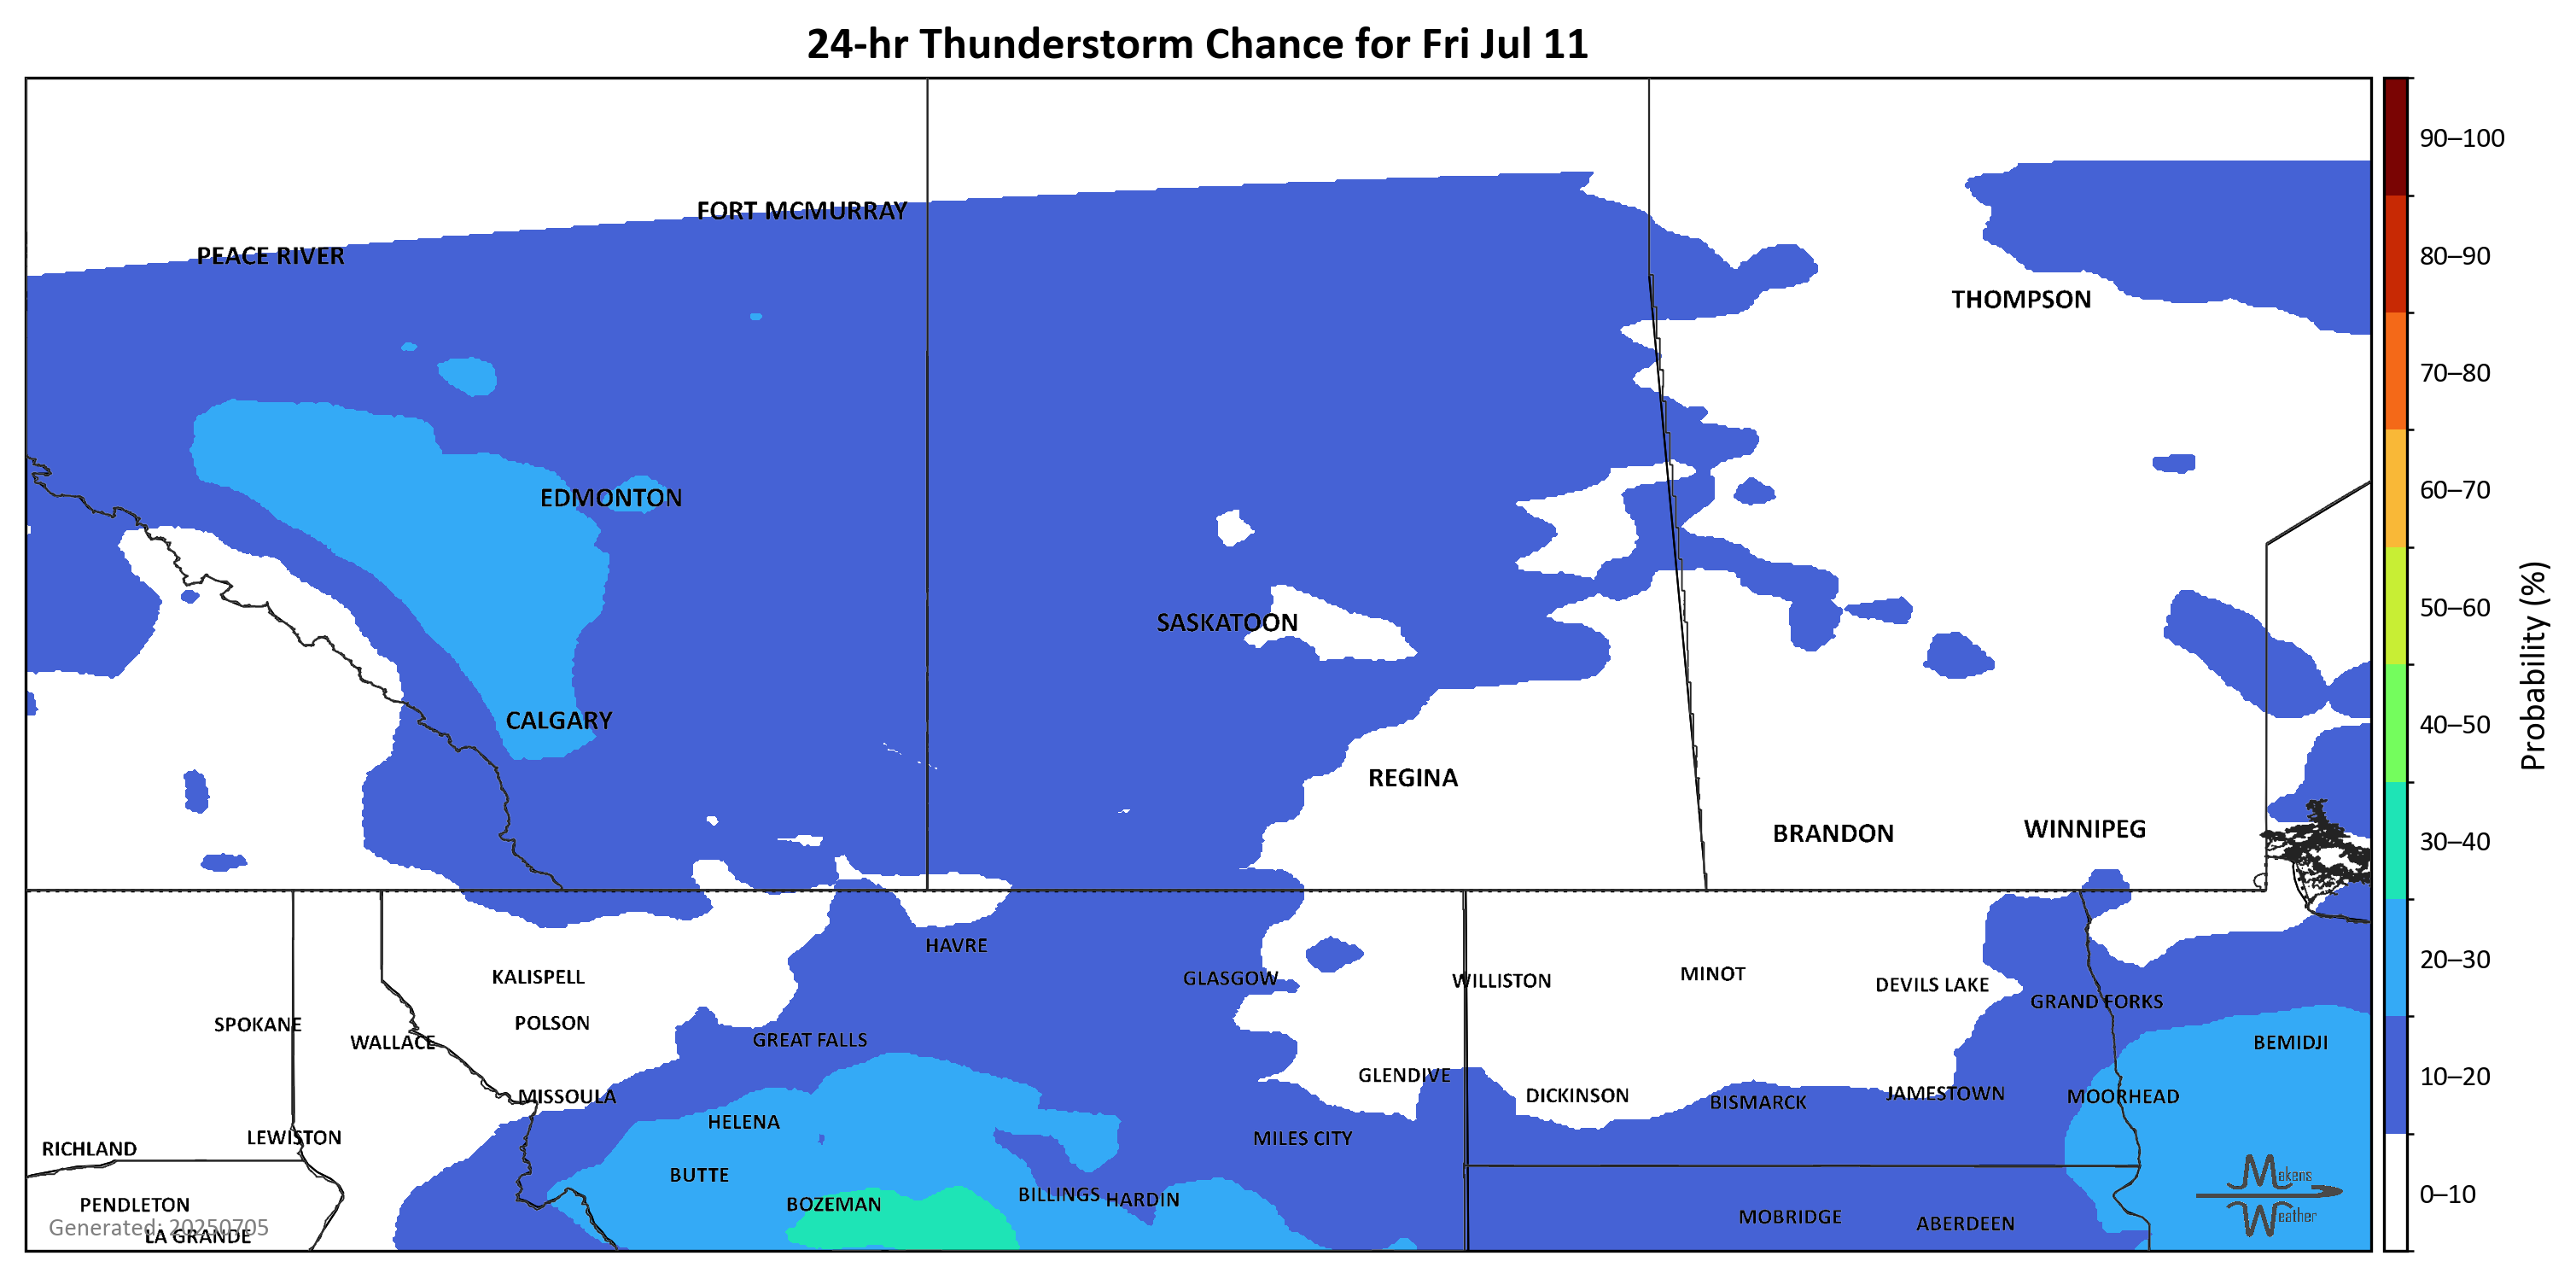 24-hr Thunderstorm Chance for Fri Jul 11
90–100
FORT MCMURRAY
PEACE RIVER
80–90
THOMPSON
70–80
60–70
EDMONTON
50–60
SASKATOON
CALGARY
40–50
Probability (%)
REGINA
BRANDON
WINNIPEG
30–40
HAVRE
20–30
KALISPELL
GLASGOW
WILLISTON
MINOT
DEVILS LAKE
GRAND FORKS
SPOKANE
POLSON
WALLACE
GREAT FALLS
BEMIDJI
10–20
GLENDIVE
MISSOULA
DICKINSON
BISMARCK
JAMESTOWN
MOORHEAD
HELENA
LEWISTON
MILES CITY
RICHLAND
BUTTE
Makens
0–10
PENDLETON
BOZEMAN
BILLINGS
HARDIN
MOBRIDGE
ABERDEEN
Weather
Generated: 20250705
LA GRANDE